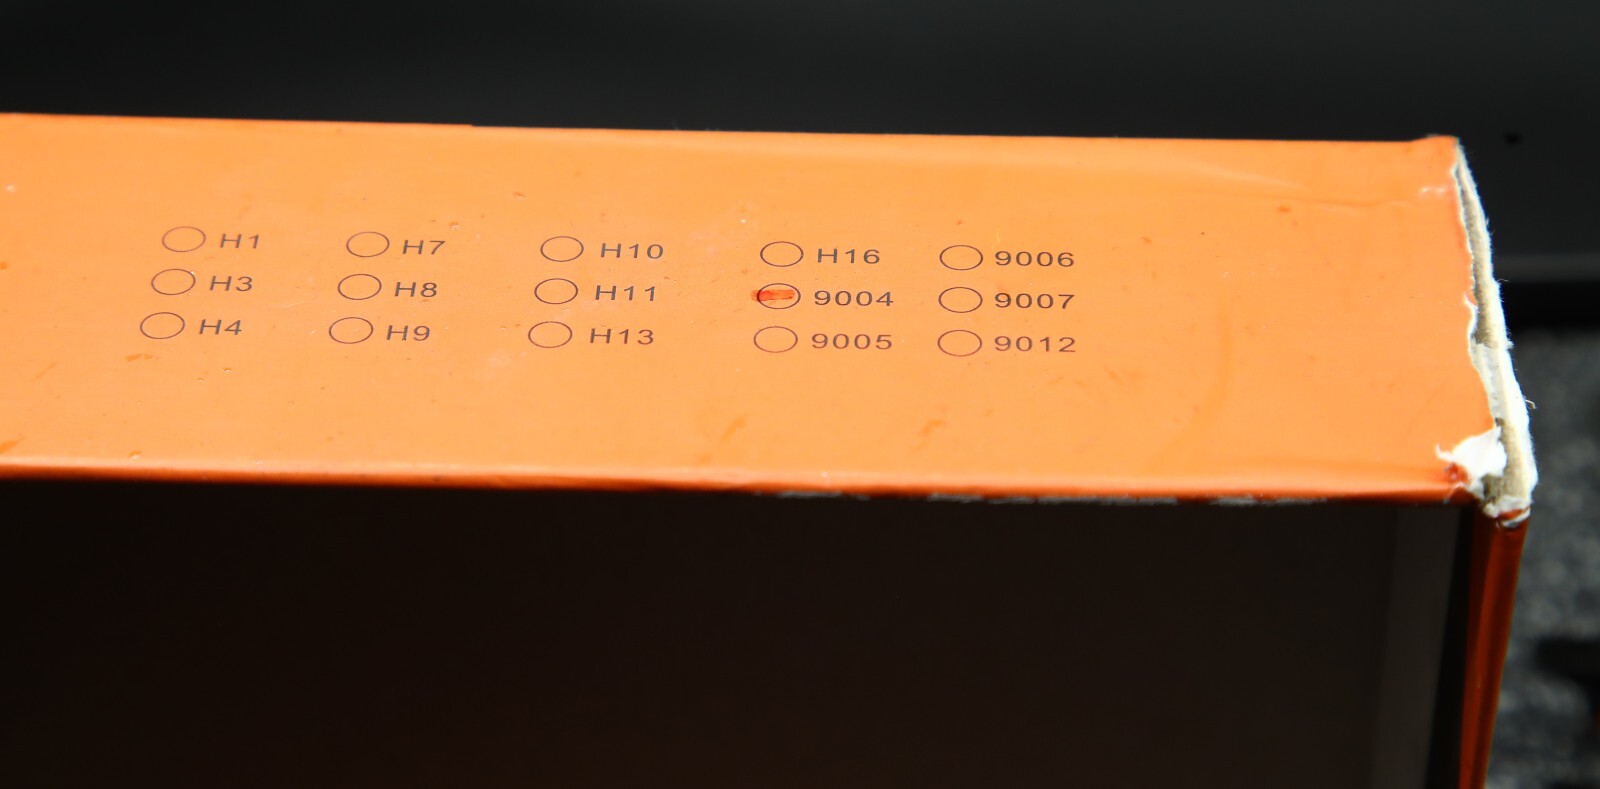 H1 H7 H10 H16 9006
H3 H8 H11 9004 9007
H4 H9 H13 9005 9012